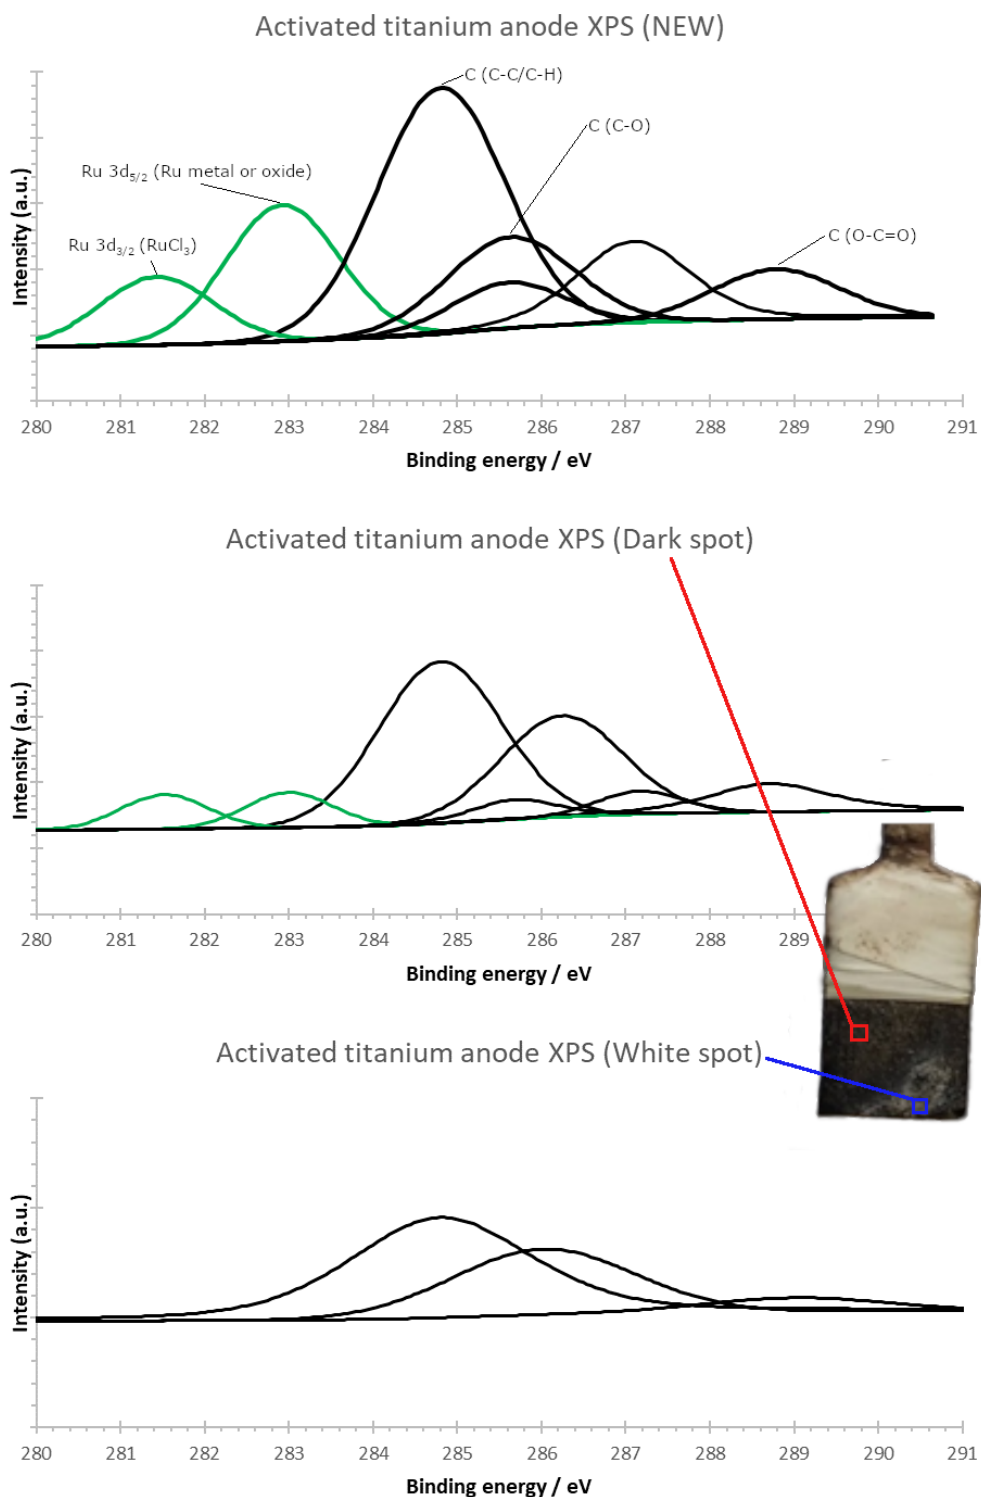 Activated titanium anode XPS (NEW)
C (C-C/C-H)
C (C-O)
Ru 3d5/2 (Ru metal or oxide)
Ru 3d3/2 (RuCl3)
C (O-C=O)
Intensity (a.u.)
280 281 282 283 284 285 286 287 288 289 290 291
Binding energy / eV
Activated titanium anode XPS (Dark spot)
Intensity (a.u.)
280 281 282 283 284 285 286 287 288 289
Binding energy / eV
Activated titanium anode XPS (White spot)
Intensity (a.u.)
280 281 282 283 284 285 286 287 288 289 290 291
Binding energy / eV